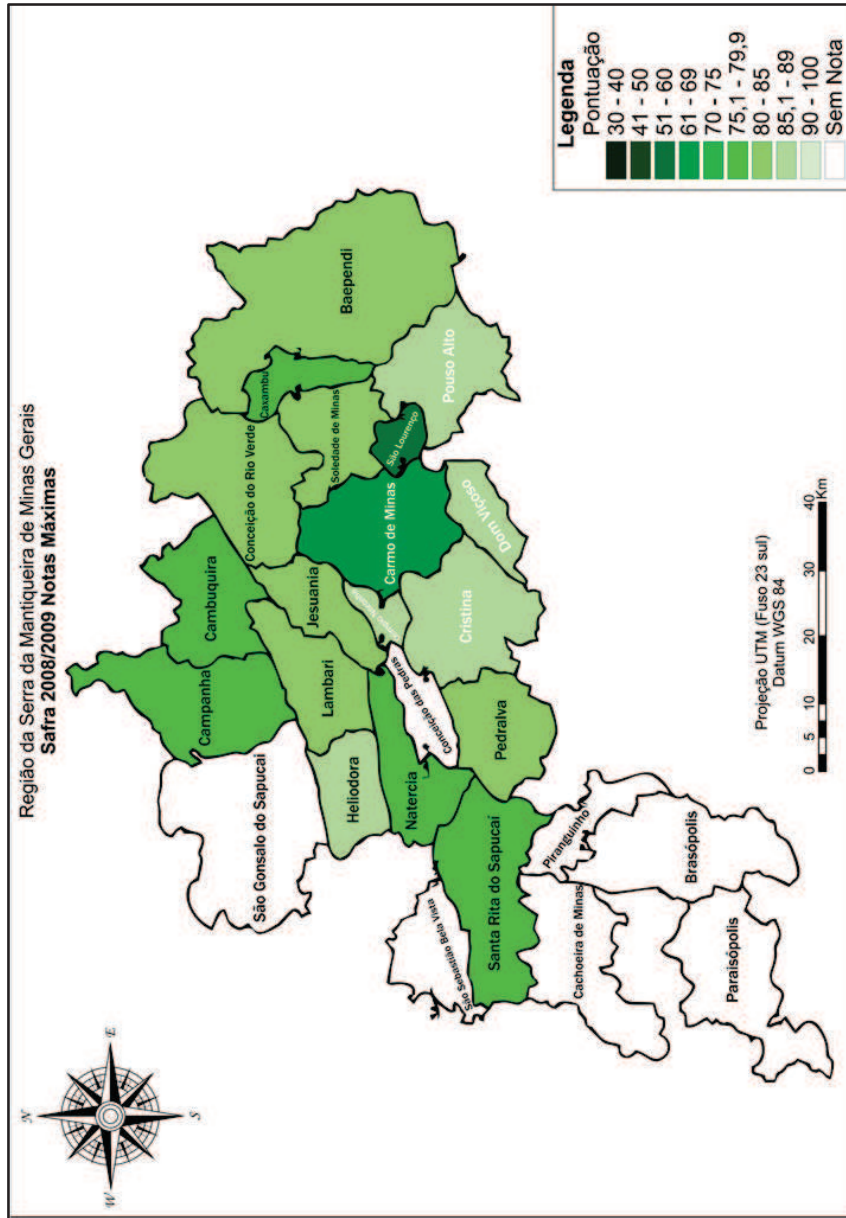 Região da Serra da Mantiqueira de Minas Gerais
Safra 2008/2009 Notas Máximas
N
E
S
W
São Gonsalo do Sapucai
Campanha
Cambuquira
Conceição do Rio Verde
Caxambu
Baependi
Heliodora
Lambari
Jesuania
Soledade de Minas
São Lourenço
Pouso Alto
Natercia
Conceição das Pedras
Carmo de Minas
Dom Viçoso
Cristina
Pedralva
São Sebastião Bela Vista
Santa Rita do Sapucaí
Piranguinho
Cachoeira de Minas
Brasópolis
Paraisópolis
Projeção UTM (Fuso 23 sul)
Datum WGS 84
0 5 10 20 30 40
Km
Legenda
Pontuação
30 - 40
41 - 50
51 - 60
61 - 69
70 - 75
75,1 - 79,9
80 - 85
85,1 - 89
90 - 100
Sem Nota